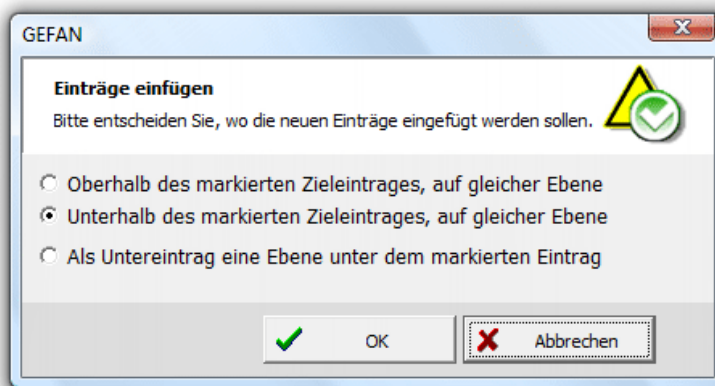 GEFAN
Einträge einfügen
Bitte entscheiden Sie, wo die neuen Einträge eingefügt werden sollen.
Oberhalb des markierten Zieleintrages, auf gleicher Ebene
Unterhalb des markierten Zieleintrages, auf gleicher Ebene
Als Untereintrag eine Ebene unter dem markierten Eintrag
OK
Abbrechen